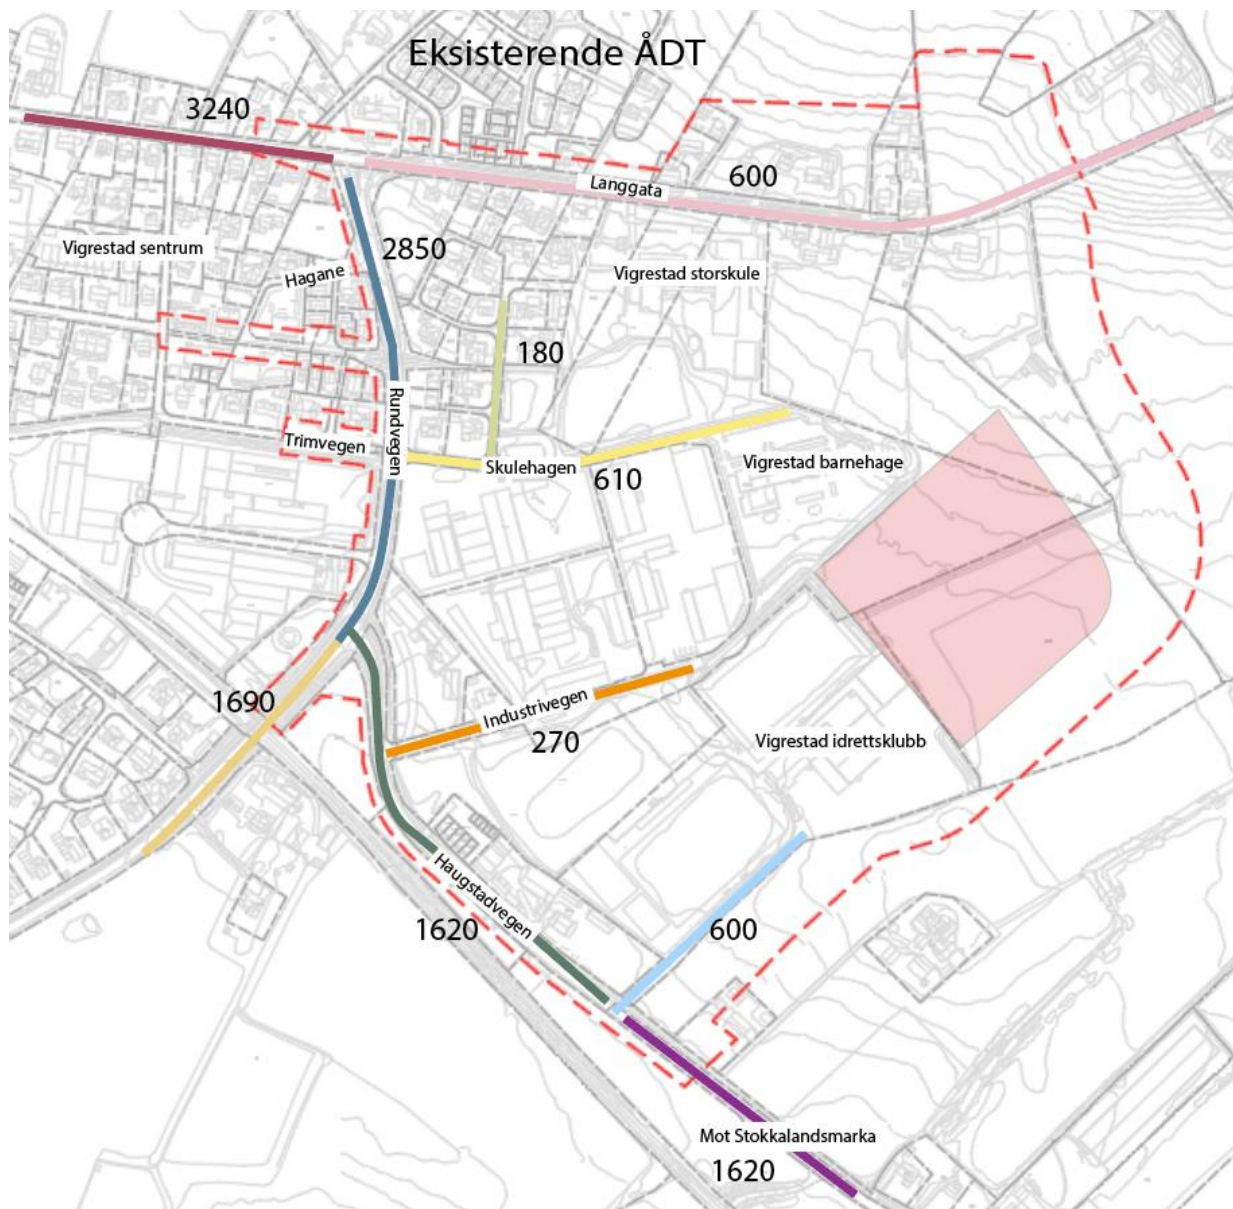 Eksisterende ÅDT
3240
600
Langgata
Vigrestad sentrum
2850
Hagane
Vigrestad storskule
180
Rundvegen
Trimvegen
Skulehagen
Vigrestad barnehage
610
1690
Industrivegen
270
Vigrestad idrettsklubb
Haugstadvegen
1620
600
Mot Stokkalandsmarka
1620